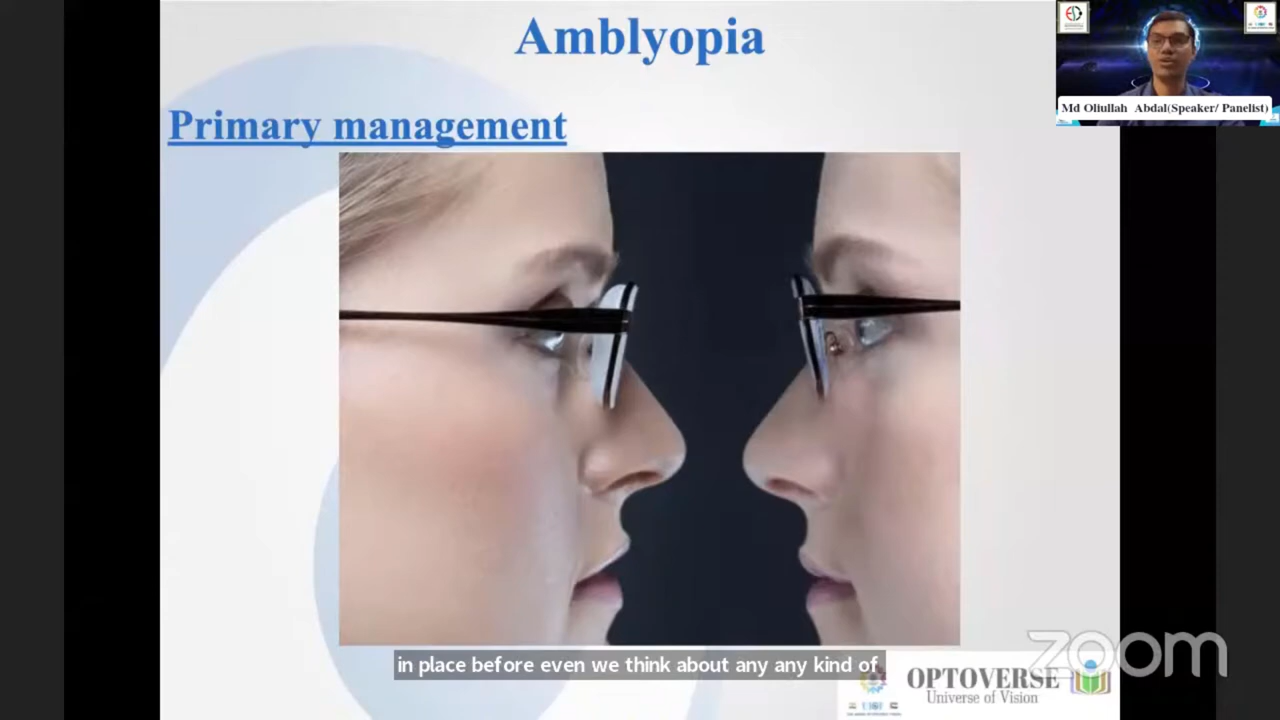 Amblyopia
Md Oliullah Abdal(Speaker/ Panelist)
Primary management
in place before even we think about any any kind of
zoom
OPTOVERSE
Universe of Vision